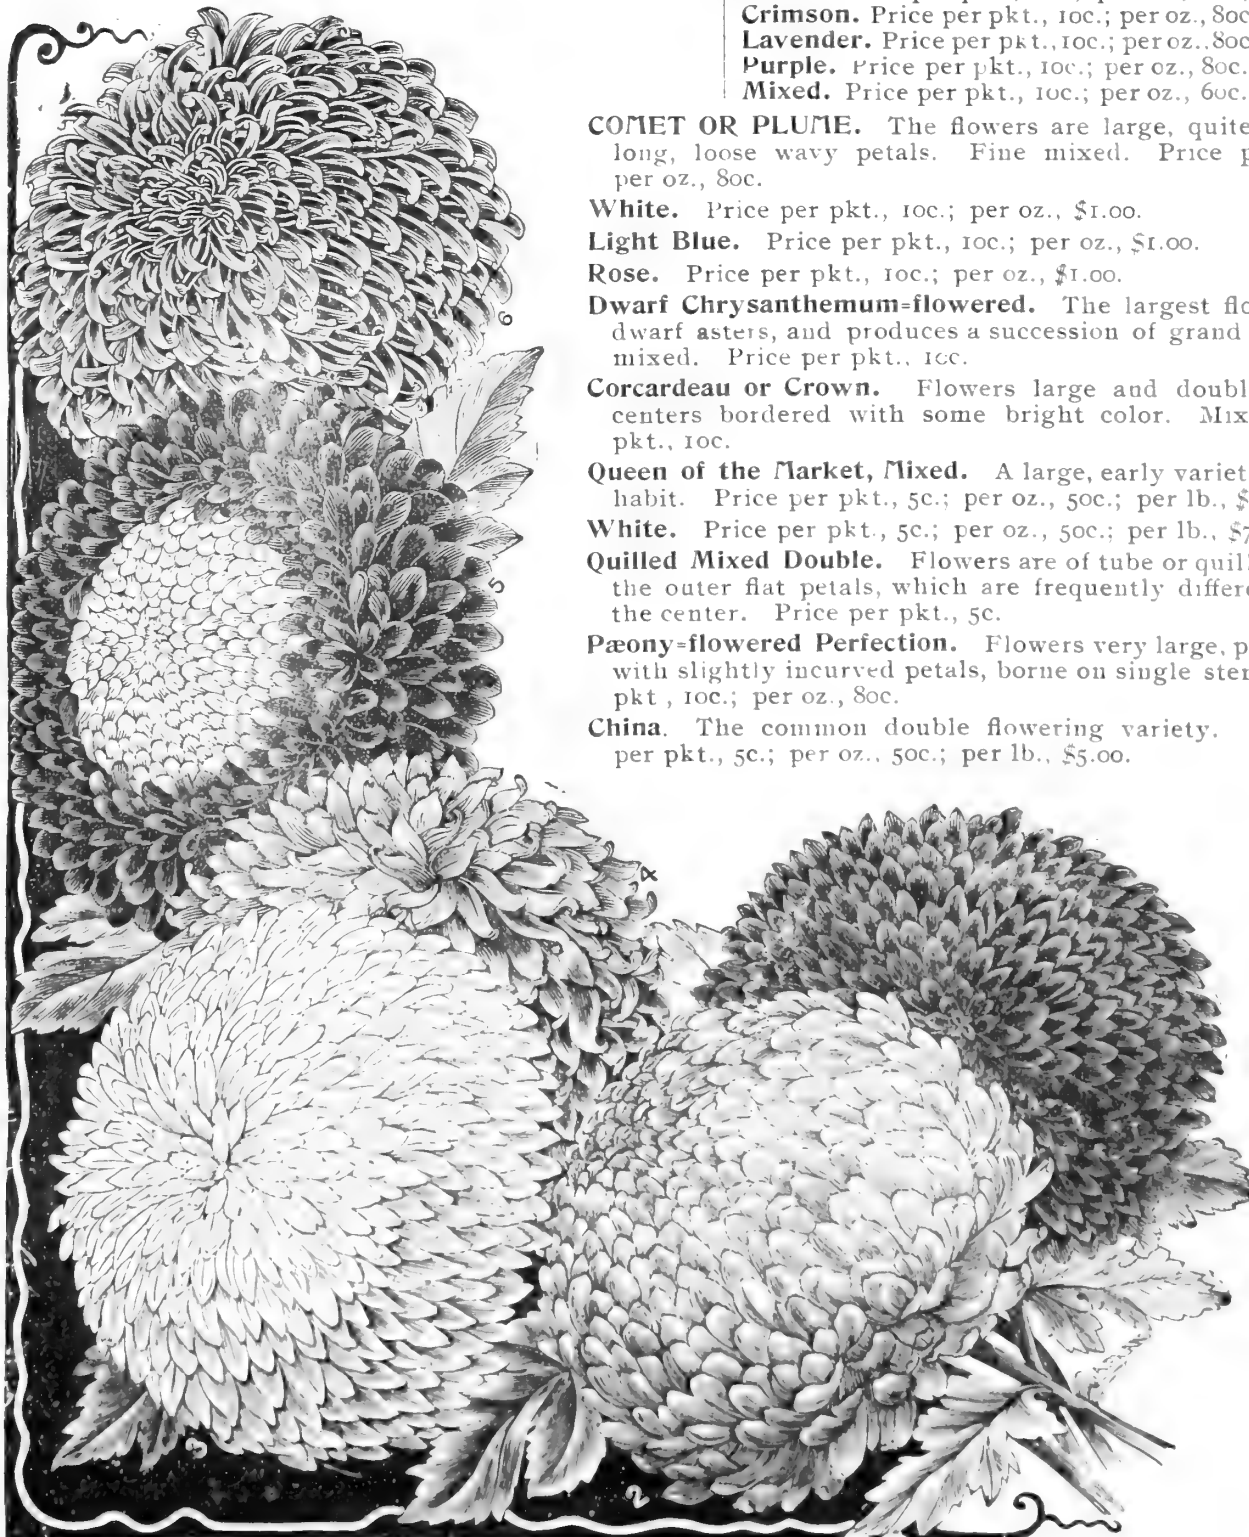 Crimson. Price per pkt., 10c.; per oz., 80c
Lavender. Price per pkt., 10c.; per oz., 80c
Purple. Price per pkt., 10c.; per oz., 80c.
Mixed. Price per pkt., 10c.; per oz., 60c.
COMET OR PLUME. The flowers are large, quite
long, loose wavy petals. Fine mixed. Price p
per oz., 80c.
White. Price per pkt., 10c.; per oz., $1.00.
Light Blue. Price per pkt., 10c.; per oz., $1.00.
Rose. Price per pkt., 10c.; per oz., $1.00.
Dwarf Chrysanthemum=flowered. The largest flo
dwarf asters, and produces a succession of grand
mixed. Price per pkt., 10c.
Corcardeau or Crown. Flowers large and doubl
centers bordered with some bright color. Mix
pkt., 10c.
Queen of the Market, Mixed. A large, early variet
habit. Price per pkt., 5c.; per oz., 50c.; per lb., $
White. Price per pkt., 5c.; per oz., 50c.; per lb., $7
Quilled Mixed Double. Flowers are of tube or quill
the outer flat petals, which are frequently differe
the center. Price per pkt., 5c.
Pæony=flowered Perfection. Flowers very large, p
with slightly incurved petals, borne on single ster
pkt , 10c.; per oz., 80c.
China. The common double flowering variety.
per pkt., 5c.; per oz., 50c.; per lb., $5.00.
6
5
4
3
2